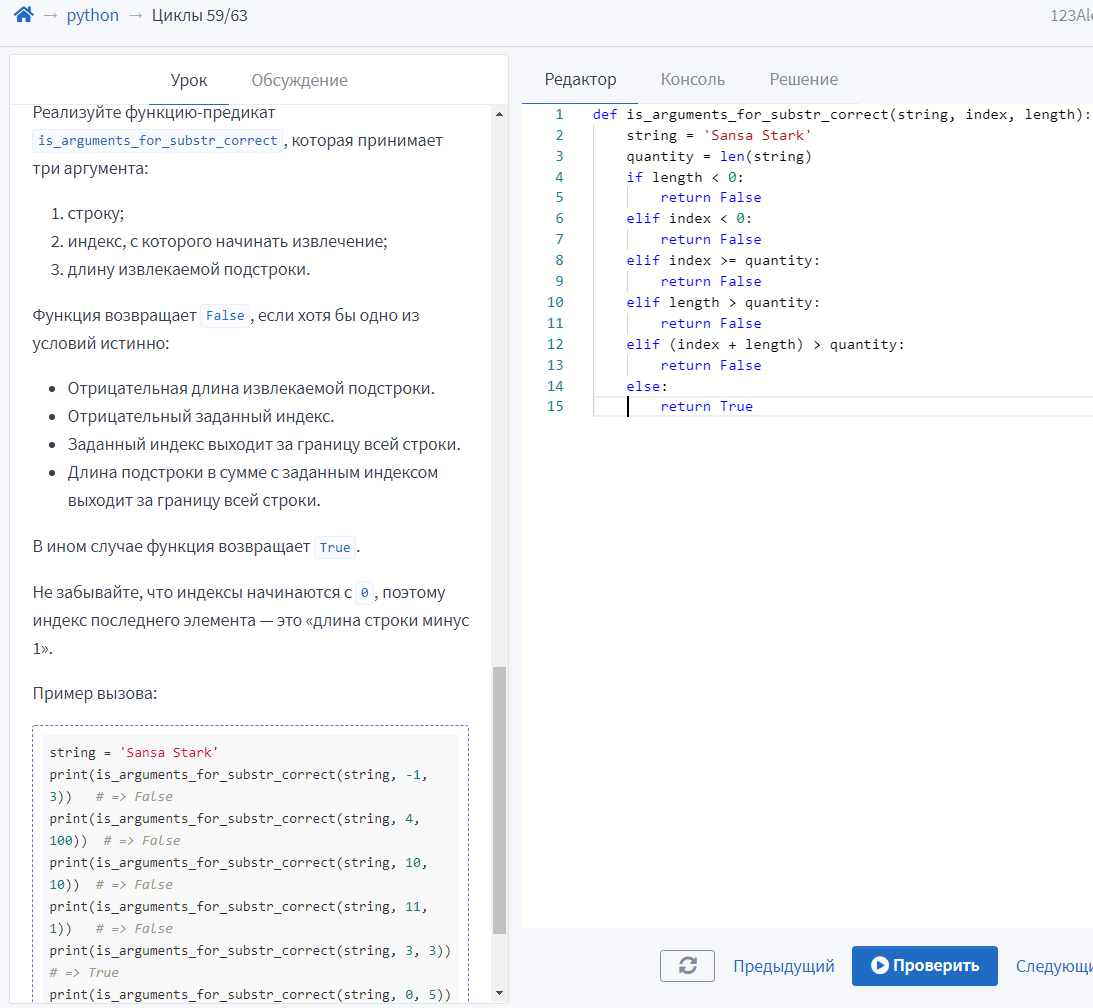 → python → Циклы 59/63
123Al
Урок Обсуждение
Реализуйте функцию-предикат
is_arguments_for_substr_correct , которая принимает
три аргумента:
1. строку;
2. индекс, с которого начинать извлечение;
3. длину извлекаемой подстроки.
Функция возвращает False , если хотя бы одно из
условий истинно:
• Отрицательная длина извлекаемой подстроки.
• Отрицательный заданный индекс.
• Заданный индекс выходит за границу всей строки.
• Длина подстроки в сумме с заданным индексом
выходит за границу всей строки.
В ином случае функция возвращает True .
Не забывайте, что индексы начинаются с 0 , поэтому
индекс последнего элемента — это «длина строки минус
1».
Пример вызова:
string = 'Sansa Stark'
print(is_arguments_for_substr_correct(string, -1,
3)) # => False
print(is_arguments_for_substr_correct(string, 4,
100)) # => False
print(is_arguments_for_substr_correct(string, 10,
10)) # => False
print(is_arguments_for_substr_correct(string, 11,
1)) # => False
print(is_arguments_for_substr_correct(string, 3, 3))
# => True
print(is_arguments_for_substr_correct(string, 0, 5))
Редактор Консоль Решение
1 def is_arguments_for_substr_correct(string, index, length):
2 string = 'Sansa Stark'
3 quantity = len(string)
4 if length < 0:
5 return False
6 elif index < 0:
7 return False
8 elif index >= quantity:
9 return False
10 elif length > quantity:
11 return False
12 elif (index + length) > quantity:
13 return False
14 else:
15 return True
Предыдущий Проверить Следующи